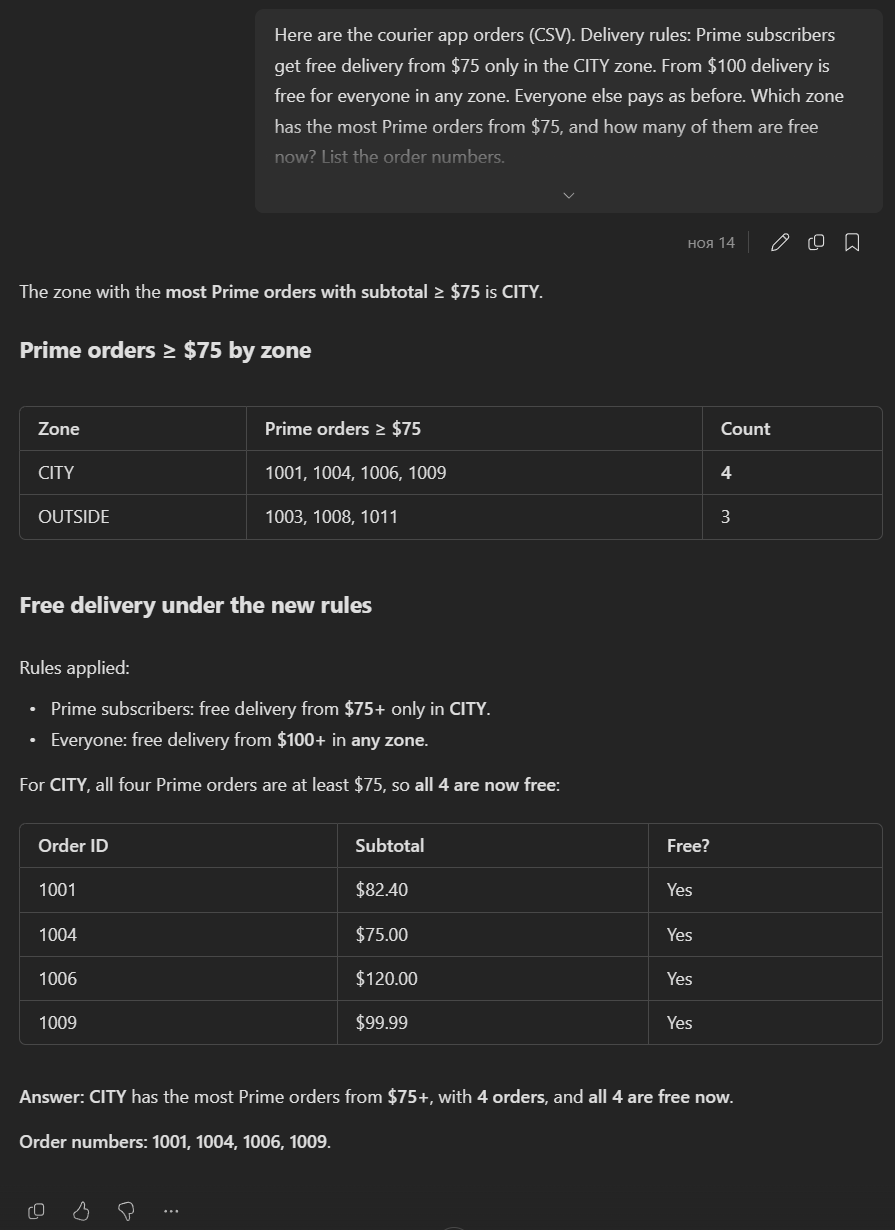 Here are the courier app orders (CSV). Delivery rules: Prime subscribers
get free delivery from $75 only in the CITY zone. From $100 delivery is
free for everyone in any zone. Everyone else pays as before. Which zone
has the most Prime orders from $75, and how many of them are free
now? List the order numbers.
ноя 14
The zone with the most Prime orders with subtotal ≥ $75 is CITY.
Prime orders ≥ $75 by zone
Zone Prime orders ≥ $75 Count
CITY 1001, 1004, 1006, 1009 4
OUTSIDE 1003, 1008, 1011 3
Free delivery under the new rules
Rules applied:
• Prime subscribers: free delivery from $75+ only in CITY.
• Everyone: free delivery from $100+ in any zone.
For CITY, all four Prime orders are at least $75, so all 4 are now free:
Order ID Subtotal Free?
1001 $82.40 Yes
1004 $75.00 Yes
1006 $120.00 Yes
1009 $99.99 Yes
Answer: CITY has the most Prime orders from $75+, with 4 orders, and all 4 are free now.
Order numbers: 1001, 1004, 1006, 1009.